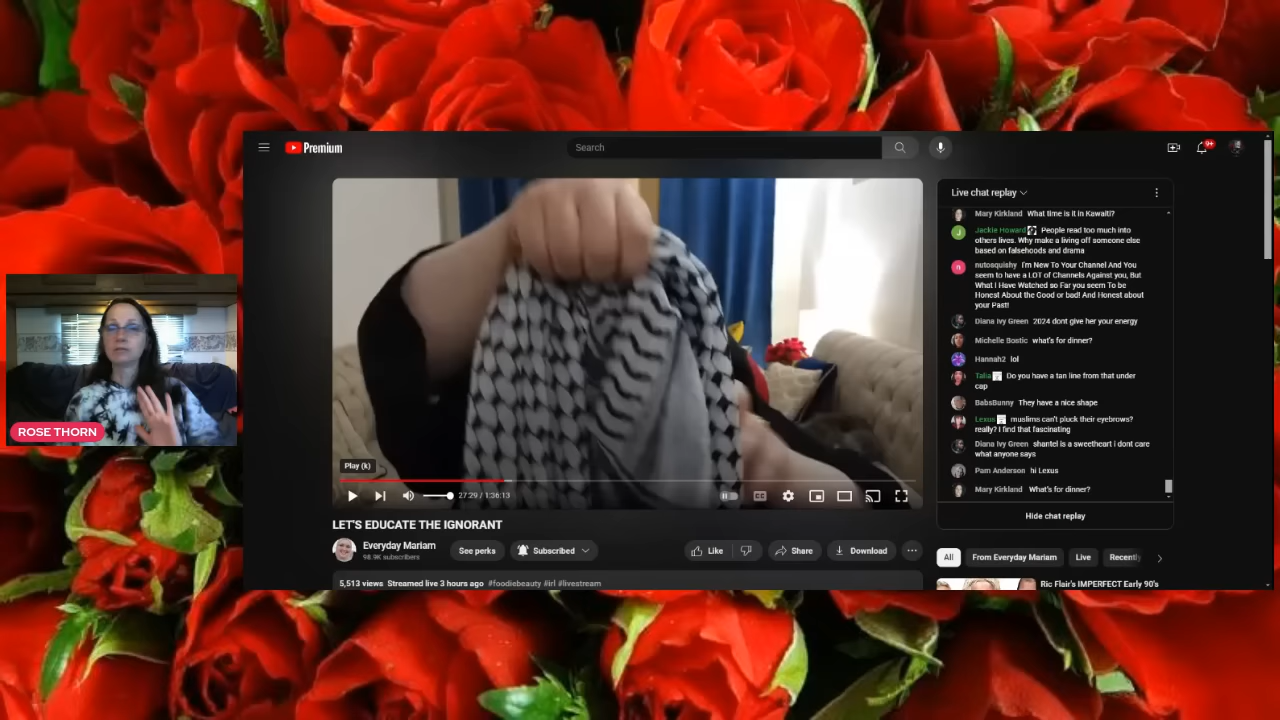 Premium
Search
9+
Live chat replay
Mary Kirkland What time is it in Kawaiti?
Jackie Howard People read too much into
others lives. Why make a living off someone else
based on falsehoods and drama
nutosquishy I'm New To Your Channel And You
seem to have a LOT of Channels Against you, But
What I Have Watched so Far you seem To Be
Honest About the Good or bad! And Honest about
your Past!
Diana Ivy Green 2024 dont give her your energy
Michelle Bostic what's for dinner?
Hannah2 lol
Talia Do you have a tan line from that under
cap
BabsBunny They have a nice shape
Lexus muslims can't pluck their eyebrows?
really? I find that fascinating
Diana Ivy Green shantel is a sweetheart i dont care
what anyone says
Pam Anderson hi Lexus
Mary Kirkland What's for dinner?
Hide chat replay
ROSE THORN
Play (k)
27:29 / 1:36:13
CC
LET'S EDUCATE THE IGNORANT
Everyday Mariam
98.9K subscribers
See perks
Subscribed
Like
Share
Download
All
From Everyday Mariam
Live
Recently
5,513 views Streamed live 3 hours ago #foodiebeauty #irl #livestream
Ric Flair's IMPERFECT Early 90's